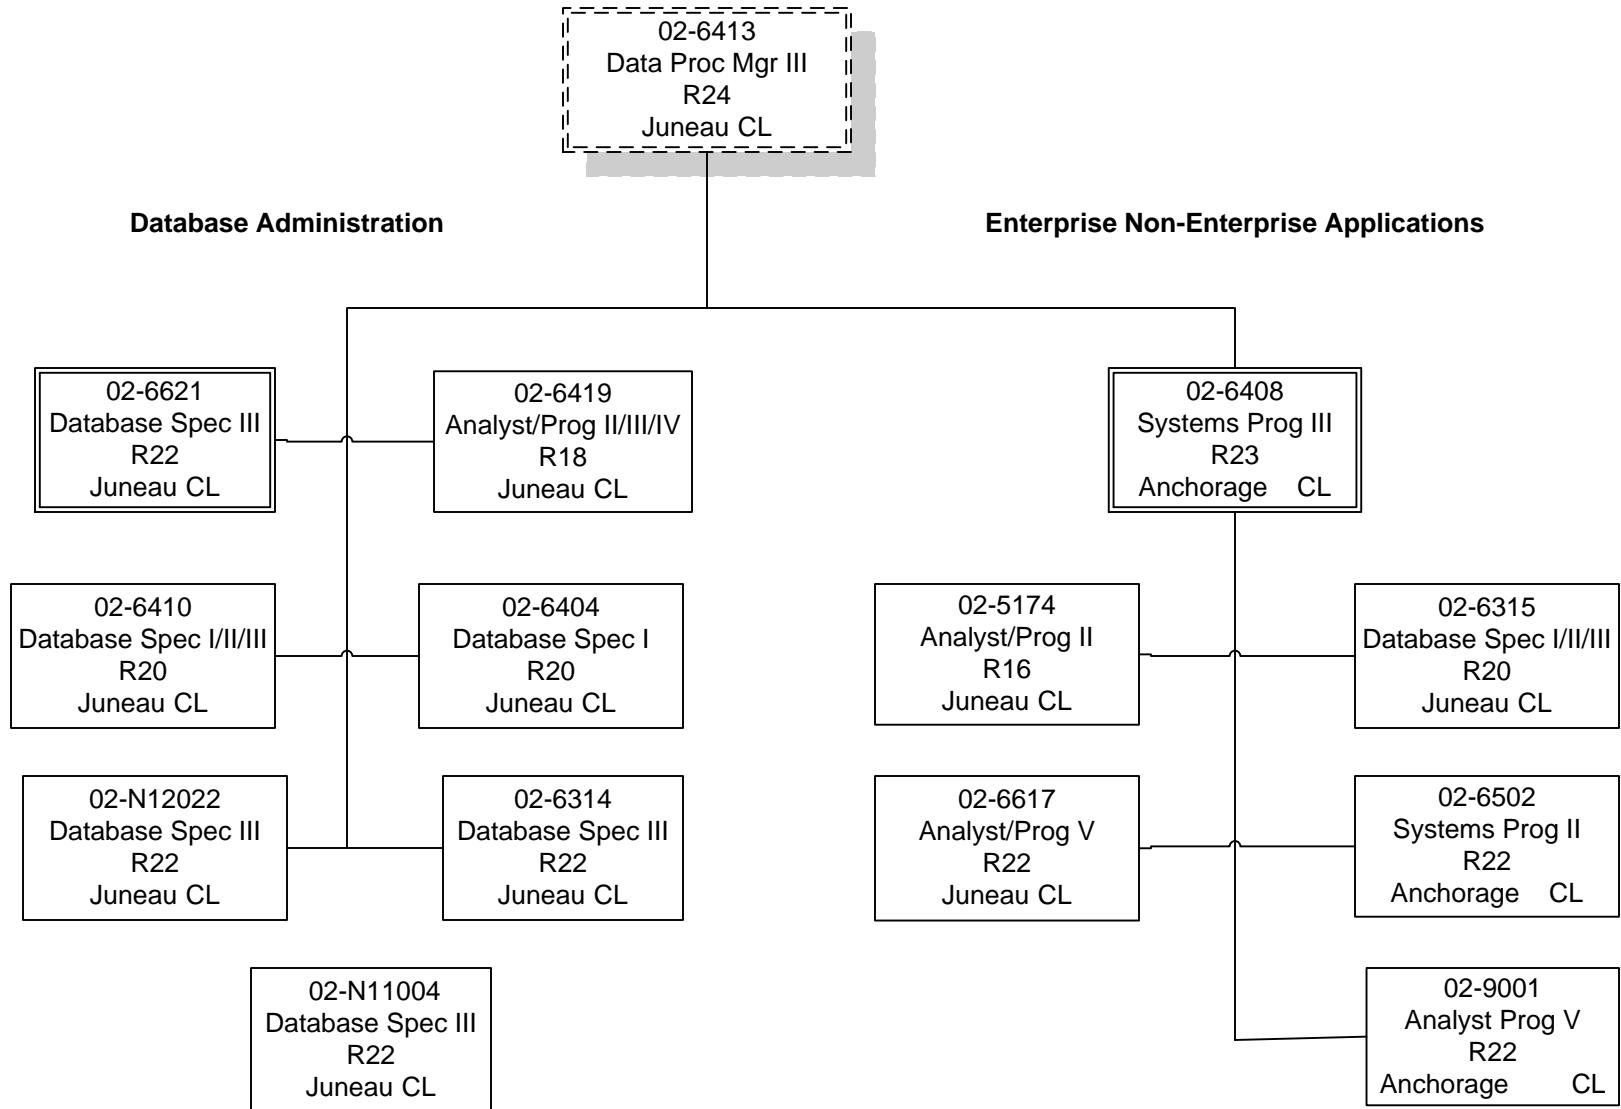 02-6413
Data Proc Mgr III
R24
Juneau CL
Database Administration
Enterprise Non-Enterprise Applications
02-6621
Database Spec III
R22
Juneau CL
02-6419
Analyst/Prog II/III/IV
R18
Juneau CL
02-6408
Systems Prog III
R23
Anchorage CL
02-6410
Database Spec I/II/III
R20
Juneau CL
02-6404
Database Spec I
R20
Juneau CL
02-5174
Analyst/Prog II
R16
Juneau CL
02-6315
Database Spec I/II/III
R20
Juneau CL
02-N12022
Database Spec III
R22
Juneau CL
02-6314
Database Spec III
R22
Juneau CL
02-6617
Analyst/Prog V
R22
Juneau CL
02-6502
Systems Prog II
R22
Anchorage CL
02-N11004
Database Spec III
R22
Juneau CL
02-9001
Analyst Prog V
R22
Anchorage CL